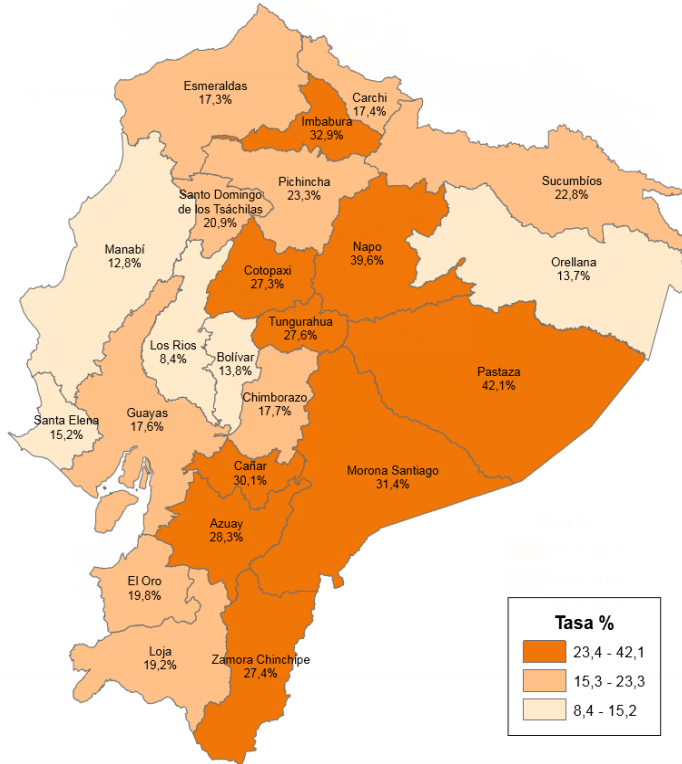 Esmeraldas
17,3%
Carchi
17,4%
Imbabura
32,9%
Pichincha
23,3%
Sucumbíos
22,8%
Santo Domingo
de los Tsáchilas
20,9%
Manabí
12,8%
Napo
39,6%
Orellana
13,7%
Cotopaxi
27,3%
Tungurahua
27,6%
Los Rios
8,4%
Bolívar
13,8%
Pastaza
42,1%
Chimborazo
17,7%
Santa Elena
15,2%
Guayas
17,6%
Cañar
30,1%
Morona Santiago
31,4%
Azuay
28,3%
El Oro
19,8%
Loja
19,2%
Zamora Chinchipe
27,4%
Tasa %
23,4 - 42,1
15,3 - 23,3
8,4 - 15,2